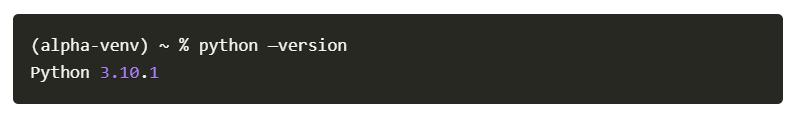 (alpha-venv) ~ % python —version
Python 3.10.1